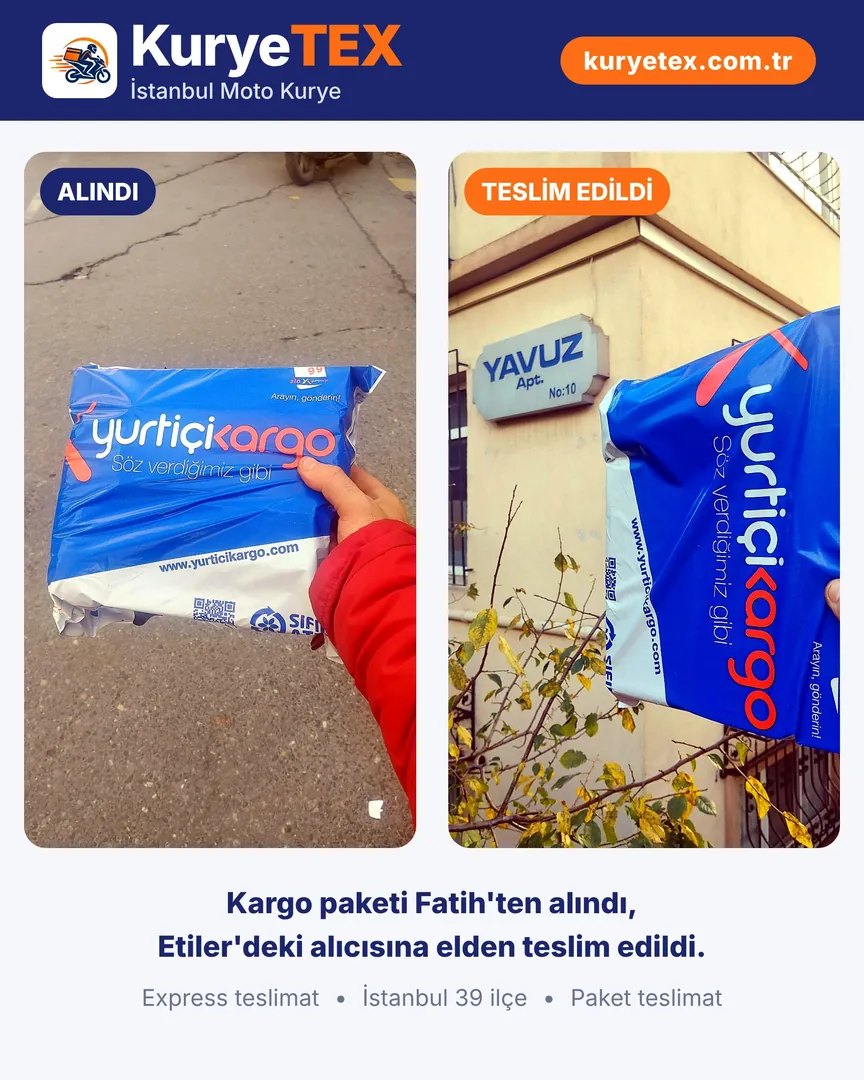 KuryeTEX
İstanbul Moto Kurye
kuryetex.com.tr
ALINDI
99
Arayın, gönderin!
yurtiçikargo
Söz verdiğimiz gibi
www.yurticikargo.com
TESLİM EDİLDİ
YAVUZ
Apt.
No:10
yurtiçikargo
Söz verdiğimiz gibi
www.yurticikargo.com
Arayın, gönderin!
Kargo paketi Fatih'ten alındı,
Etiler'deki alıcısına elden teslim edildi.
Express teslimat • İstanbul 39 ilçe • Paket teslimat